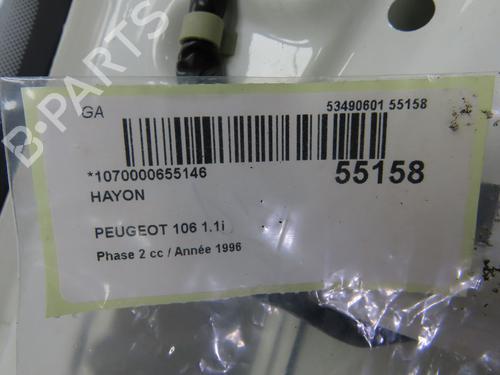 GA
53490601 55158
*1070000655146
55158
HAYON
PEUGEOT 106 1.1i
Phase 2 cc / Année 1996
B-PARTS